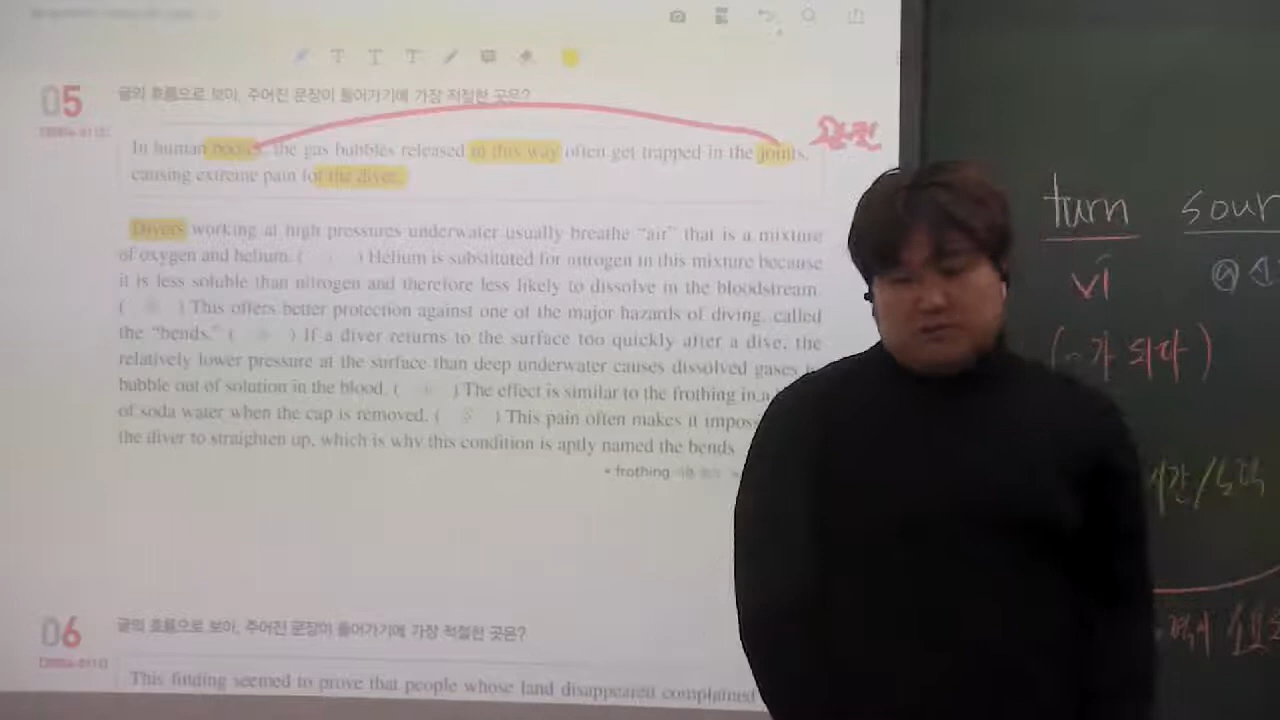 05 글의 흐름으로 보아, 주어진 문장이 들어가기에 가장 적절한 곳은?
In human bodies, the gas bubbles released in this way often get trapped in the joints,
causing extreme pain for the diver.
Divers working at high pressures underwater usually breathe “air” that is a mixture
of oxygen and helium. ( ) Helium is substituted for nitrogen in this mixture because
it is less soluble than nitrogen and therefore less likely to dissolve in the bloodstream.
( ) This offers better protection against one of the major hazards of diving, called
the “bends.” ( ) If a diver returns to the surface too quickly after a dive, the
relatively lower pressure at the surface than deep underwater causes dissolved gases
bubble out of solution in the blood. ( ) The effect is similar to the frothing in a
of soda water when the cap is removed. ( ) This pain often makes it
the diver to straighten up, which is why this condition is aptly named the bends
* frothing
06 글의 흐름으로 보아, 주어진 문장이 들어가기에 가장 적절한 곳은?
This finding seemed to prove that people whose land disappeared complained
turn sour
vi
가 되다 )